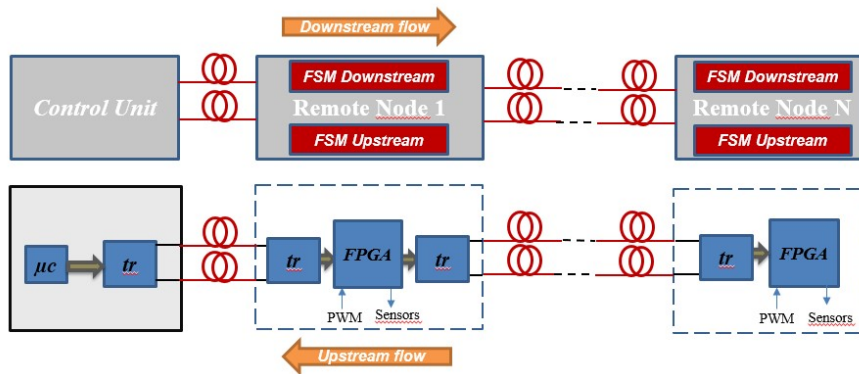 Downstream flow
FSM Downstream
FSM Downstream
Control Unit
Remote Node 1
Remote Node N
FSM Upstream
FSM Upstream
μc
tr
tr
FPGA
tr
tr
FPGA
PWM
Sensors
PWM
Sensors
Upstream flow